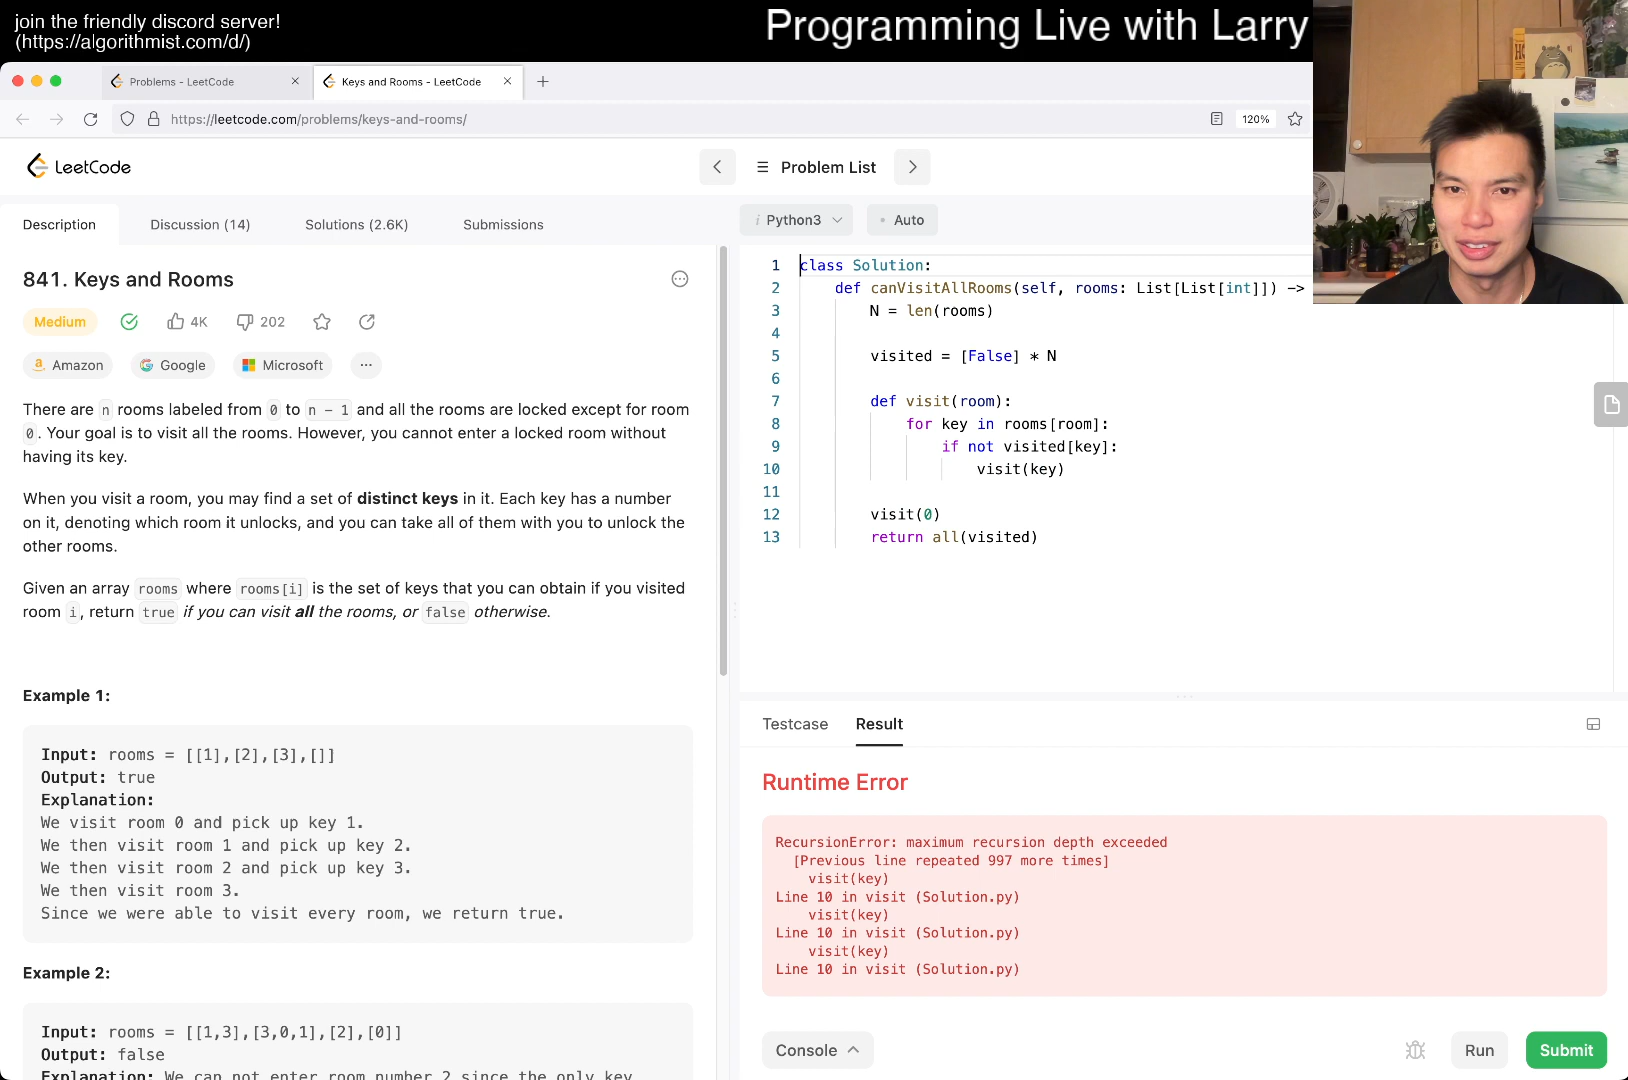 join the friendly discord server!
(https://algorithmist.com/d/)
Programming Live with Larry
Problems - LeetCode
Keys and Rooms - LeetCode
https://leetcode.com/problems/keys-and-rooms/
120%
LeetCode
Problem List
Description
Discussion (14)
Solutions (2.6K)
Submissions
841. Keys and Rooms
Medium
4K
202
Amazon
Google
Microsoft
There are n rooms labeled from 0 to n - 1 and all the rooms are locked except for room
0. Your goal is to visit all the rooms. However, you cannot enter a locked room without
having its key.
When you visit a room, you may find a set of distinct keys in it. Each key has a number
on it, denoting which room it unlocks, and you can take all of them with you to unlock the
other rooms.
Given an array rooms where rooms[i] is the set of keys that you can obtain if you visited
room i, return true if you can visit all the rooms, or false otherwise.
Example 1:
Input: rooms = [[1],[2],[3],[]]
Output: true
Explanation:
We visit room 0 and pick up key 1.
We then visit room 1 and pick up key 2.
We then visit room 2 and pick up key 3.
We then visit room 3.
Since we were able to visit every room, we return true.
Example 2:
Input: rooms = [[1,3],[3,0,1],[2],[0]]
Output: false
Explanation: We can not enter room number 2 since the only key
i Python3
Auto
1 class Solution:
2 def canVisitAllRooms(self, rooms: List[List[int]]) ->
3 N = len(rooms)
4
5 visited = [False] * N
6
7 def visit(room):
8 for key in rooms[room]:
9 if not visited[key]:
10 visit(key)
11
12 visit(0)
13 return all(visited)
Testcase
Result
Runtime Error
RecursionError: maximum recursion depth exceeded
[Previous line repeated 997 more times]
visit(key)
Line 10 in visit (Solution.py)
visit(key)
Line 10 in visit (Solution.py)
visit(key)
Line 10 in visit (Solution.py)
Console
Run
Submit